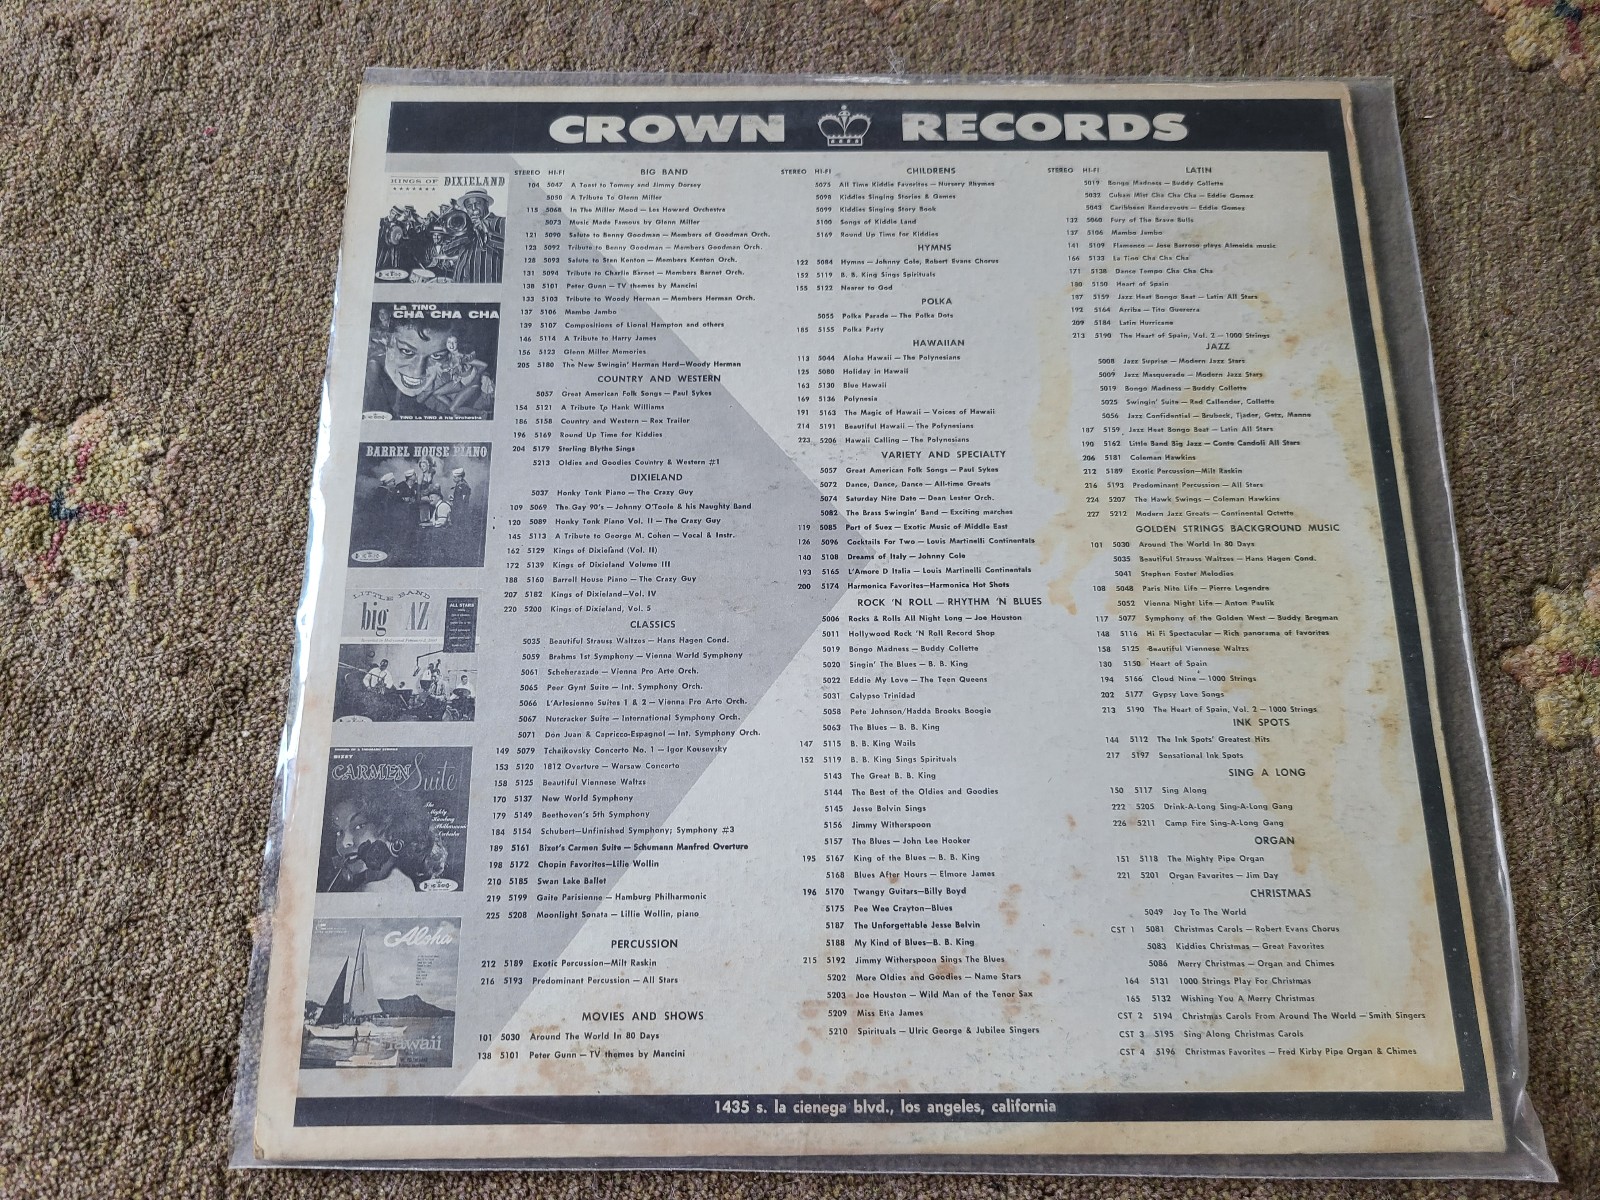 CROWN RECORDS
KINGS OF DIXIELAND
La TINO
CHA CHA CHA
TINO La TINO & his orchestra
BARREL HOUSE PIANO
LITTLE BAND
big
ALL STARS
BIZET
CARMEN Suite
The Mighty Hamburg Philharmonic Orchestra
Aloha
Hawaii
STEREO HI-FI BIG BAND
104 5047 A Toast to Tommy and Jimmy Dorsey
5050 A Tribute To Glenn Miller
115 5068 In The Miller Mood — Les Howard Orchestra
5073 Music Made Famous by Glenn Miller
121 5090 Salute to Benny Goodman — Members of Goodman Orch.
123 5092 Tribute to Benny Goodman — Members Goodman Orch.
128 5093 Salute to Stan Kenton — Members Kenton Orch.
131 5094 Tribute to Charlie Barnet — Members Barnet Orch.
138 5101 Peter Gunn — TV themes by Mancini
133 5103 Tribute to Woody Herman — Members Herman Orch.
137 5106 Mambo Jambo
139 5107 Compositions of Lional Hampton and others
146 5114 A Tribute to Harry James
156 5123 Glenn Miller Memories
205 5180 The New Swingin' Herman Herd—Woody Herman
COUNTRY AND WESTERN
5057 Great American Folk Songs — Paul Sykes
154 5121 A Tribute To Hank Williams
186 5158 Country and Western — Rex Trailer
196 5169 Round Up Time for Kiddies
204 5179 Starling Blythe Sings
5213 Oldies and Goodies Country & Western #1
DIXIELAND
5037 Honky Tonk Piano — The Crazy Guy
109 5069 The Gay 90's — Johnny O'Toole & his Naughty Band
120 5089 Honky Tonk Piano Vol. II — The Crazy Guy
145 5113 A Tribute to George M. Cohen — Vocal & Instr.
162 5129 Kings of Dixieland (Vol. II)
172 5139 Kings of Dixieland Volume III
188 5160 Barrell House Piano — The Crazy Guy
207 5182 Kings of Dixieland—Vol. IV
220 5200 Kings of Dixieland, Vol. 5
CLASSICS
5035 Beautiful Strauss Waltzes — Hans Hagen Cond.
5059 Brahms 1st Symphony — Vienna World Symphony
5061 Scheherazade — Vienna Pro Arte Orch.
5065 Peer Gynt Suite — Int. Symphony Orch.
5066 L'Arlesienne Suites 1 & 2 — Vienna Pro Arte Orch.
5067 Nutcracker Suite — International Symphony Orch.
5071 Don Juan & Capricco-Espagnol — Int. Symphony Orch.
149 5079 Tchaikovsky Concerto No. 1 — Igor Kousevsky
153 5120 1812 Overture — Warsaw Concerto
158 5125 Beautiful Viennese Waltzs
170 5137 New World Symphony
179 5149 Beethoven's 5th Symphony
184 5154 Schubert—Unfinished Symphony; Symphony #3
189 5161 Bizet's Carmen Suite — Schumann Manfred Overture
198 5172 Chopin Favorites—Lilie Wollin
210 5185 Swan Lake Ballet
219 5199 Gaite Parisienne — Hamburg Philharmonic
225 5208 Moonlight Sonata — Lillie Wollin, piano
PERCUSSION
212 5189 Exotic Percussion—Milt Raskin
216 5193 Predominant Percussion — All Stars
MOVIES AND SHOWS
101 5030 Around The World In 80 Days
138 5101 Peter Gunn — TV themes by Mancini
STEREO HI-FI CHILDRENS
5075 All Time Kiddie Favorites — Nursery Rhymes
5098 Kiddies Singing Stories & Games
5099 Kiddies Singing Story Book
5100 Songs of Kiddie Land
5169 Round Up Time for Kiddies
HYMNS
122 5084 Hymns — Johnny Cole, Robert Evans Chorus
152 5119 B. B. King Sings Spirituals
155 5122 Nearer to God
POLKA
5055 Polka Parade — The Polka Dots
185 5155 Polka Party
HAWAIIAN
113 5044 Aloha Hawaii — The Polynesians
125 5080 Holiday in Hawaii
163 5130 Blue Hawaii
169 5136 Polynesia
191 5163 The Magic of Hawaii — Voices of Hawaii
214 5191 Beautiful Hawaii — The Polynesians
223 5206 Hawaii Calling — The Polynesians
VARIETY AND SPECIALTY
5057 Great American Folk Songs — Paul Sykes
5072 Dance, Dance, Dance — All-time Greats
5074 Saturday Nite Date — Dean Lester Orch.
5082 The Brass Swingin' Band — Exciting marches
119 5085 Port of Suez — Exotic Music of Middle East
126 5096 Cocktails For Two — Louis Martinelli Continentals
140 5108 Dreams of Italy — Johnny Cole
193 5165 L'Amore D Italia — Louis Martinelli Continentals
200 5174 Harmonica Favorites—Harmonica Hot Shots
ROCK 'N ROLL — RHYTHM 'N BLUES
5006 Rocks & Rolls All Night Long — Joe Houston
5011 Hollywood Rock 'N Roll Record Shop
5019 Bongo Madness — Buddy Collette
5020 Singin' The Blues — B. B. King
5022 Eddie My Love — The Teen Queens
5031 Calypso Trinidad
5058 Pete Johnson/Hadda Brooks Boogie
5063 The Blues — B. B. King
147 5115 B. B. King Wails
152 5119 B. B. King Sings Spirituals
5143 The Great B. B. King
5144 The Best of the Oldies and Goodies
5145 Jesse Belvin Sings
5156 Jimmy Witherspoon
5157 The Blues — John Lee Hooker
195 5167 King of the Blues — B. B. King
5168 Blues After Hours — Elmore James
196 5170 Twangy Guitars—Billy Boyd
5175 Pee Wee Crayton—Blues
5187 The Unforgettable Jesse Belvin
5188 My Kind of Blues—B. B. King
215 5192 Jimmy Witherspoon Sings The Blues
5202 More Oldies and Goodies — Name Stars
5203 Joe Houston — Wild Man of the Tenor Sax
5209 Miss Etta James
5210 Spirituals — Ulric George & Jubilee Singers
STEREO HI-FI LATIN
5019 Bongo Madness — Buddy Collette
5032 Cuban Mist Cha Cha Cha — Eddie Gomez
5043 Caribbean Rendezvous — Eddie Gomez
132 5060 Fury of The Brave Bulls
137 5106 Mambo Jambo
141 5109 Flamenco — Jose Barroso plays Almeida music
166 5133 La Tino Cha Cha Cha
171 5138 Dance Tempo Cha Cha Cha
180 5150 Heart of Spain
187 5159 Jazz Heat Bongo Beat — Latin All Stars
192 5164 Arriba — Tito Guererra
209 5184 Latin Hurricane
213 5190 The Heart of Spain, Vol. 2 — 1000 Strings
JAZZ
5008 Jazz Suprise — Modern Jazz Stars
5009 Jazz Masquerade — Modern Jazz Stars
5019 Bongo Madness — Buddy Collette
5025 Swingin' Suite — Red Callender, Collette
5056 Jazz Confidential — Brubeck, Tjader, Getz, Manne
187 5159 Jazz Heat Bongo Beat — Latin All Stars
190 5162 Little Band Big Jazz — Conte Candoli All Stars
206 5181 Coleman Hawkins
212 5189 Exotic Percussion—Milt Raskin
216 5193 Predominant Percussion — All Stars
224 5207 The Hawk Swings — Coleman Hawkins
227 5212 Modern Jazz Greats — Continental Octette
GOLDEN STRINGS BACKGROUND MUSIC
101 5030 Around The World In 80 Days
5035 Beautiful Strauss Waltzes — Hans Hagen Cond.
5041 Stephen Foster Melodies
108 5048 Paris Nite Life — Pierre Legendre
5052 Vienna Night Life — Anton Paulik
117 5077 Symphony of the Golden West — Buddy Bregman
148 5116 Hi Fi Spectacular — Rich panorama of favorites
158 5125 Beautiful Viennese Waltzs
180 5150 Heart of Spain
194 5166 Cloud Nine — 1000 Strings
202 5177 Gypsy Love Songs
213 5190 The Heart of Spain, Vol. 2 — 1000 Strings
INK SPOTS
144 5112 The Ink Spots' Greatest Hits
217 5197 Sensational Ink Spots
SING A LONG
150 5117 Sing Along
222 5205 Drink-A-Long Sing-A-Long Gang
226 5211 Camp Fire Sing-A-Long Gang
ORGAN
151 5118 The Mighty Pipe Organ
221 5201 Organ Favorites — Jim Day
CHRISTMAS
5049 Joy To The World
CST 1 5081 Christmas Carols — Robert Evans Chorus
5083 Kiddies Christmas — Great Favorites
5086 Merry Christmas — Organ and Chimes
164 5131 1000 Strings Play For Christmas
165 5132 Wishing You A Merry Christmas
CST 2 5194 Christmas Carols From Around The World — Smith Singers
CST 3 5195 Sing Along Christmas Carols
CST 4 5196 Christmas Favorites — Fred Kirby Pipe Organ & Chimes
1435 s. la cienega blvd., los angeles, california